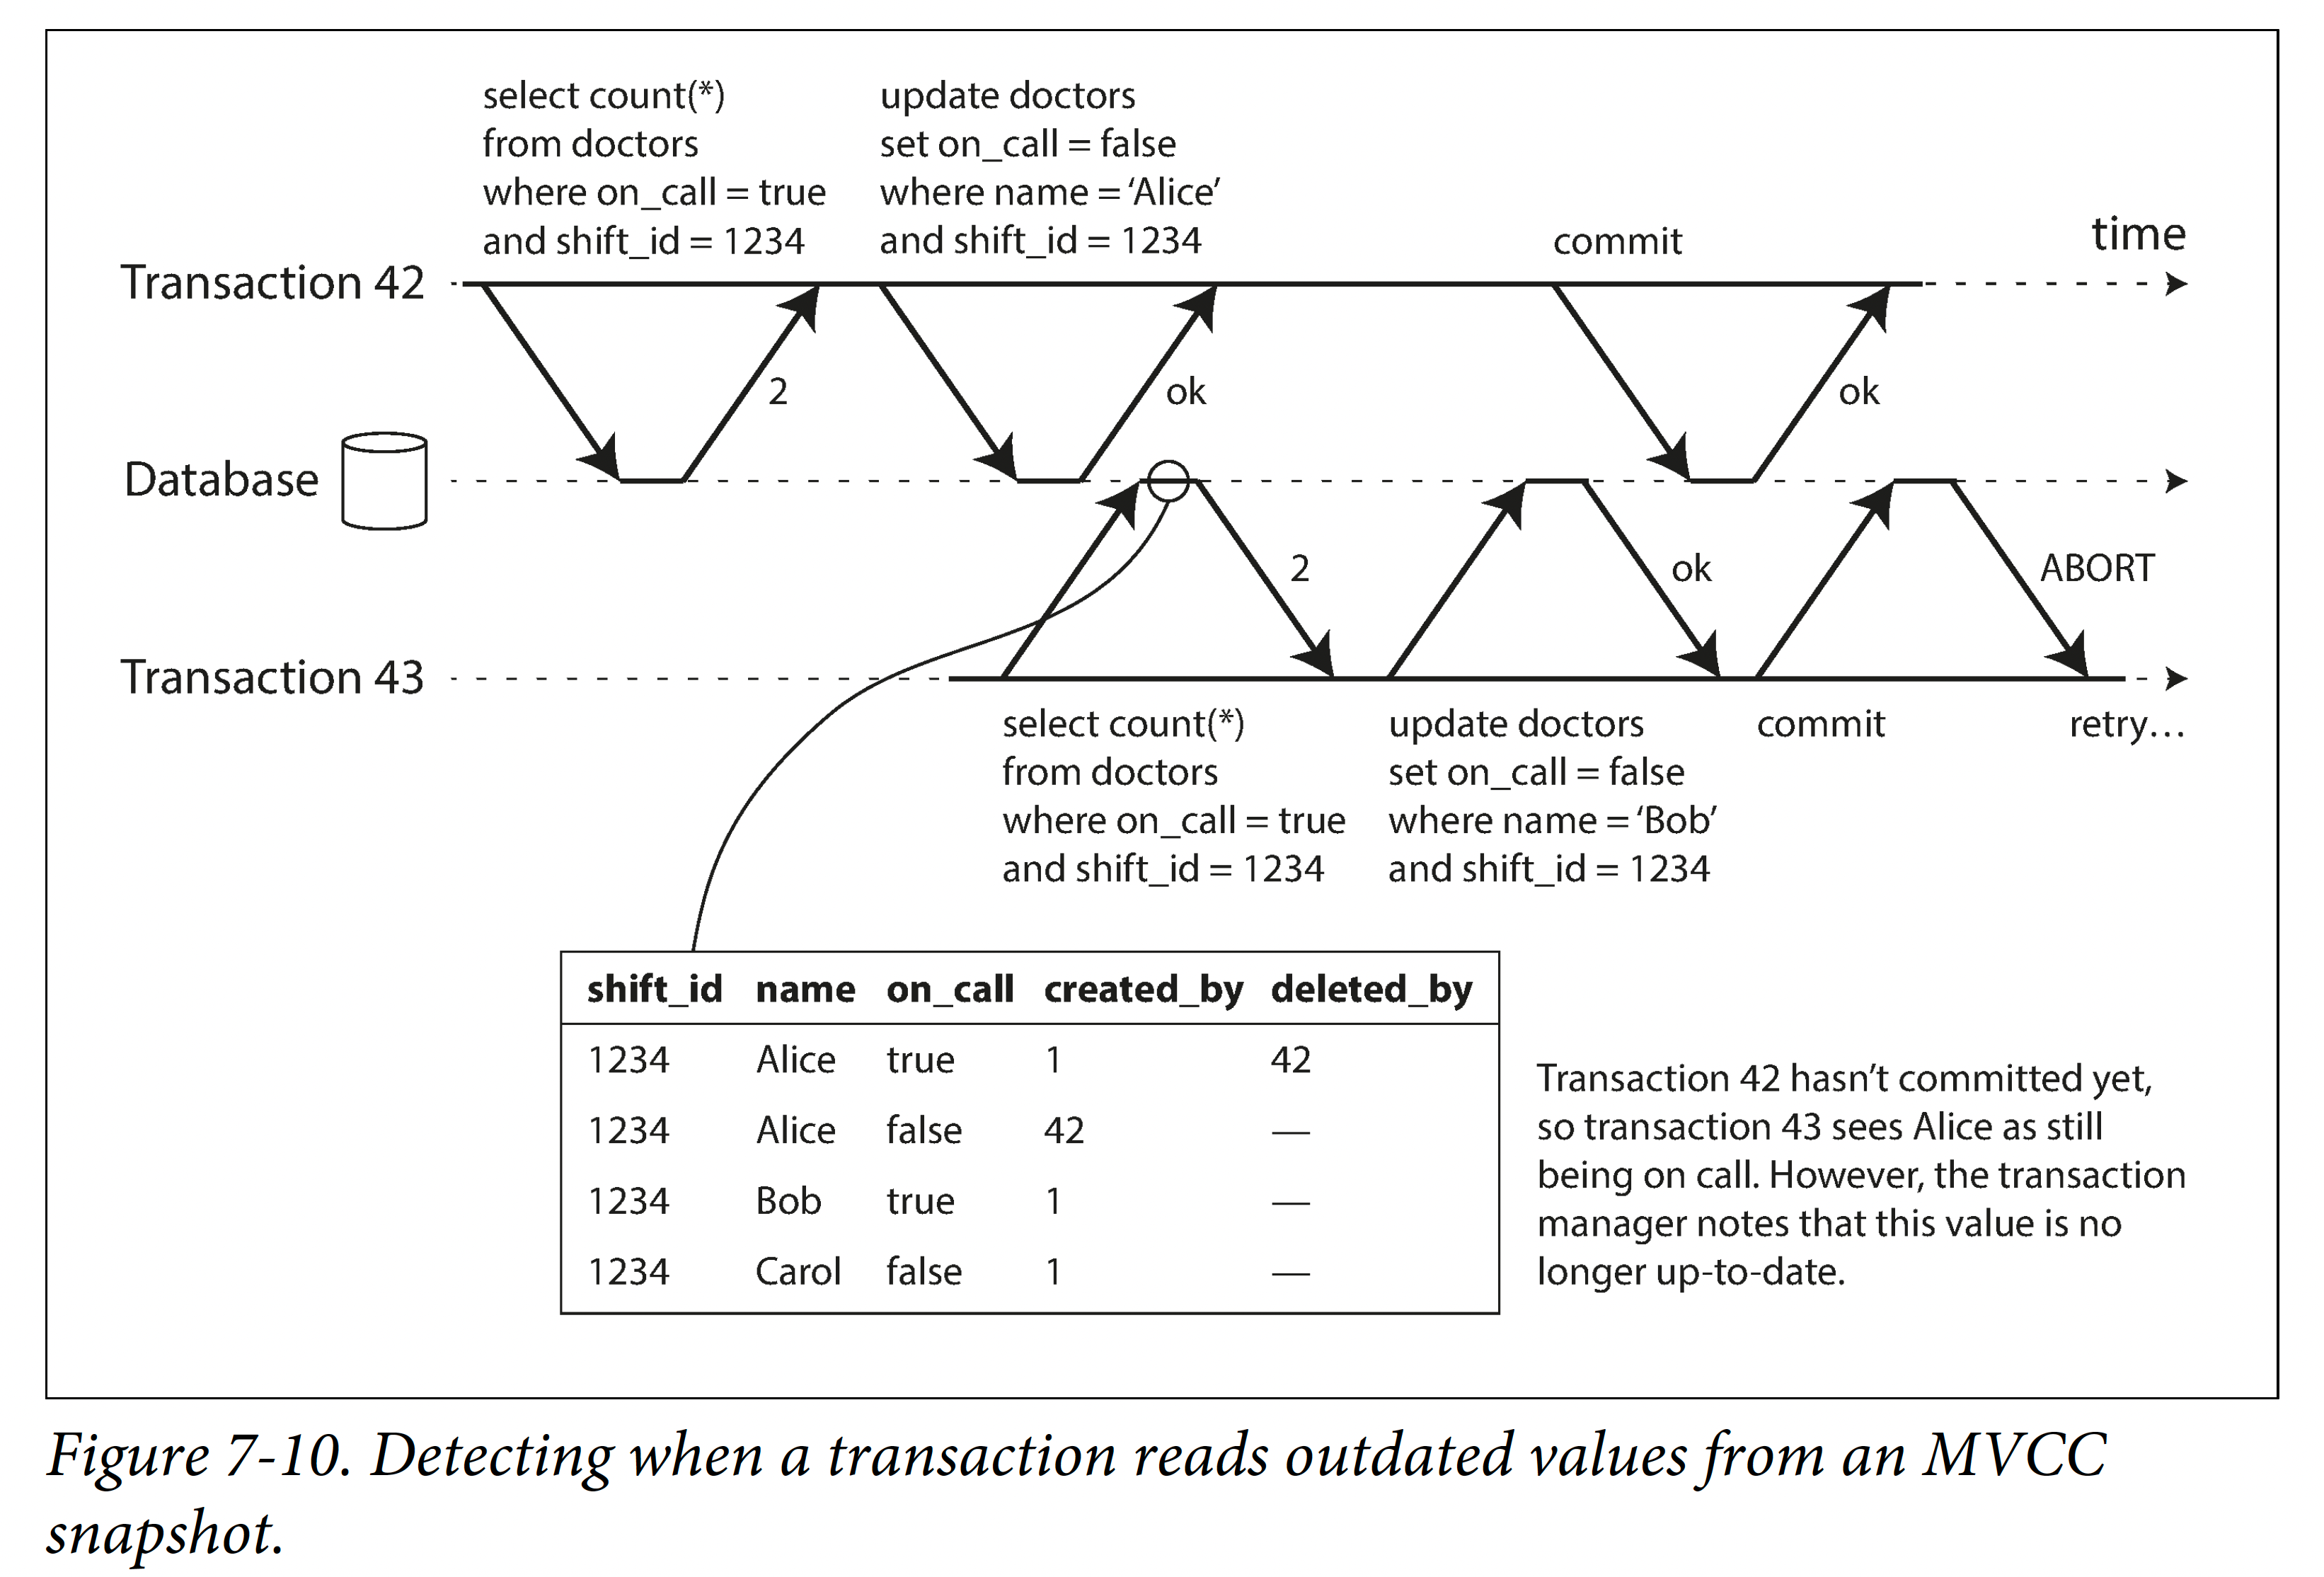 select count(*)
from doctors
where on_call = true
and shift_id = 1234
update doctors
set on_call = false
where name = ‘Alice’
and shift_id = 1234
commit
time
Transaction 42
2
ok
ok
Database
2
ok
ABORT
Transaction 43
select count(*)
from doctors
where on_call = true
and shift_id = 1234
update doctors
set on_call = false
where name = ‘Bob’
and shift_id = 1234
commit
retry…
shift_id name on_call created_by deleted_by
1234 Alice true 1 42
1234 Alice false 42 —
1234 Bob true 1 —
1234 Carol false 1 —
Transaction 42 hasn’t committed yet,
so transaction 43 sees Alice as still
being on call. However, the transaction
manager notes that this value is no
longer up-to-date.
Figure 7-10. Detecting when a transaction reads outdated values from an MVCC
snapshot.